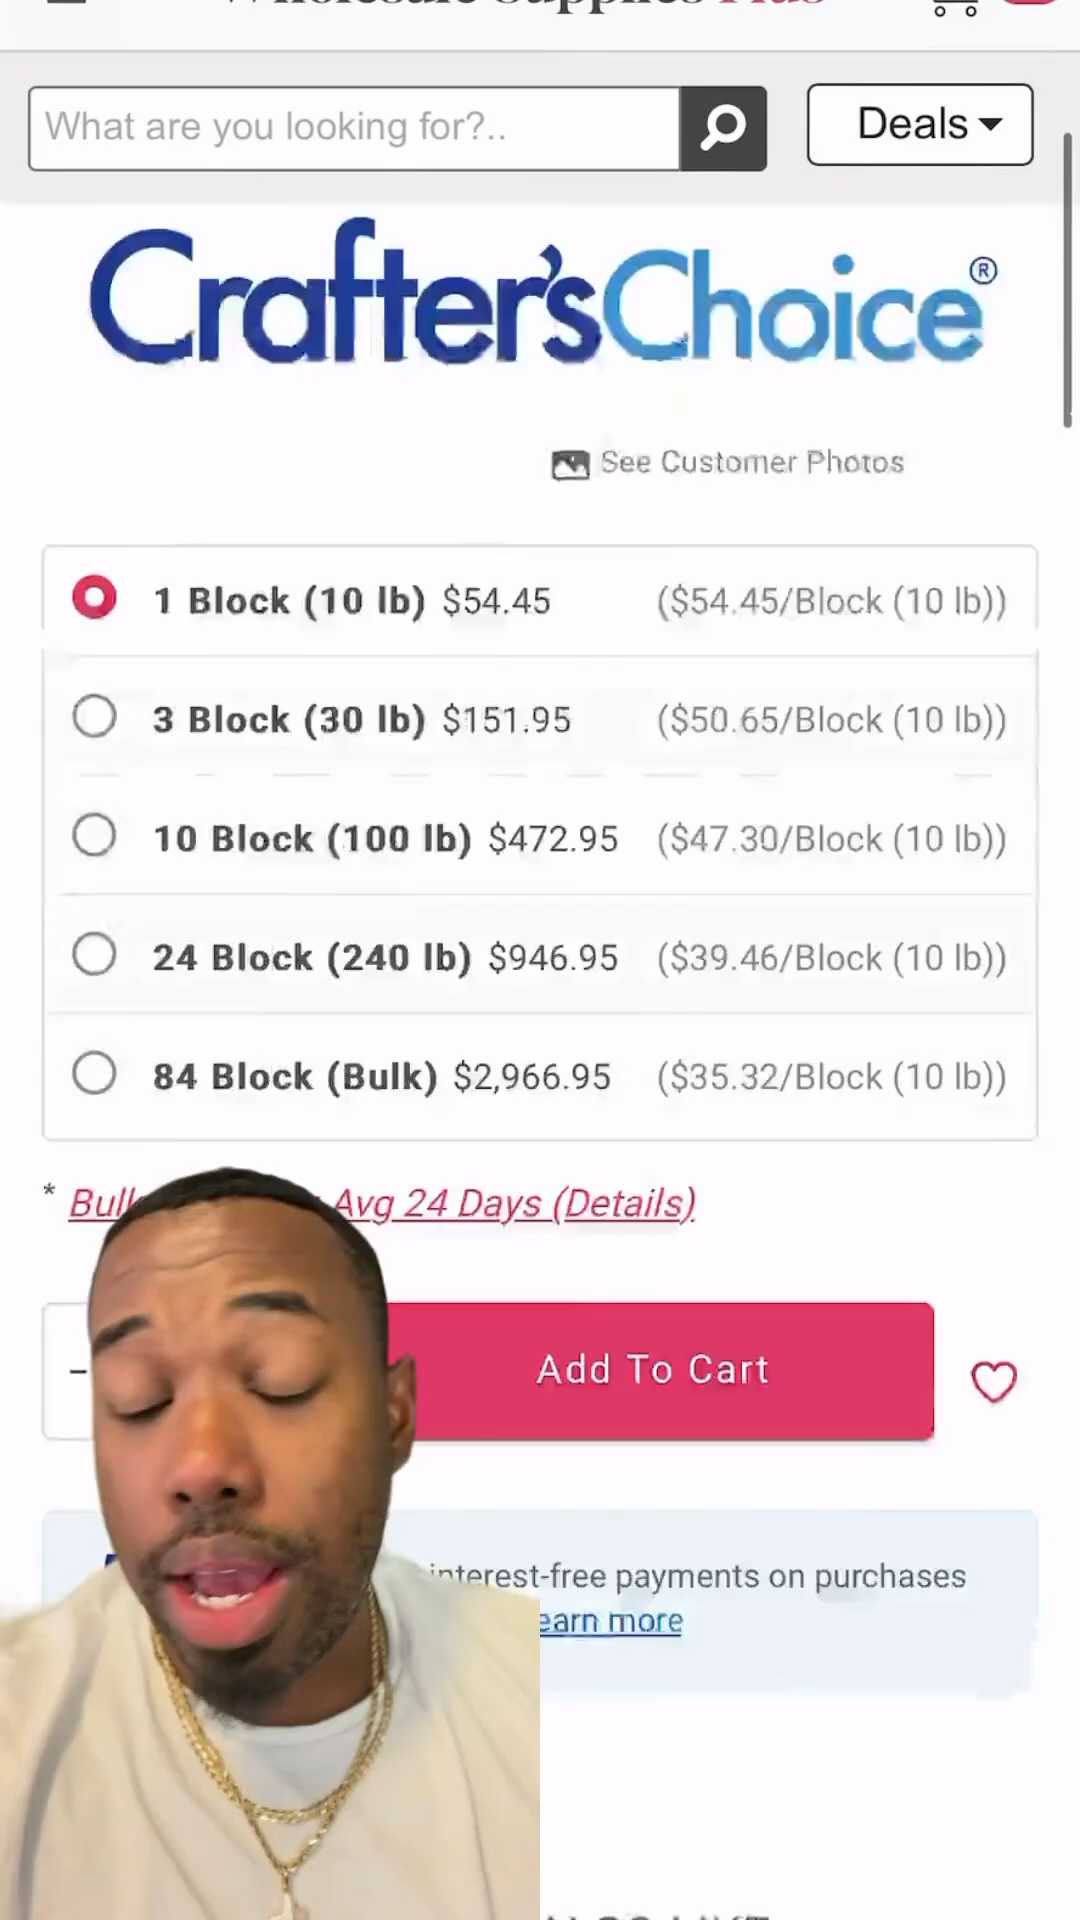 Wholesale Supplies Plus
What are you looking for?..
Deals
Crafter'sChoice®
See Customer Photos
1 Block (10 lb) $54.45 ($54.45/Block (10 lb))
3 Block (30 lb) $151.95 ($50.65/Block (10 lb))
10 Block (100 lb) $472.95 ($47.30/Block (10 lb))
24 Block (240 lb) $946.95 ($39.46/Block (10 lb))
84 Block (Bulk) $2,966.95 ($35.32/Block (10 lb))
* Avg 24 Days (Details)
- Add To Cart
interest-free payments on purchases
earn more